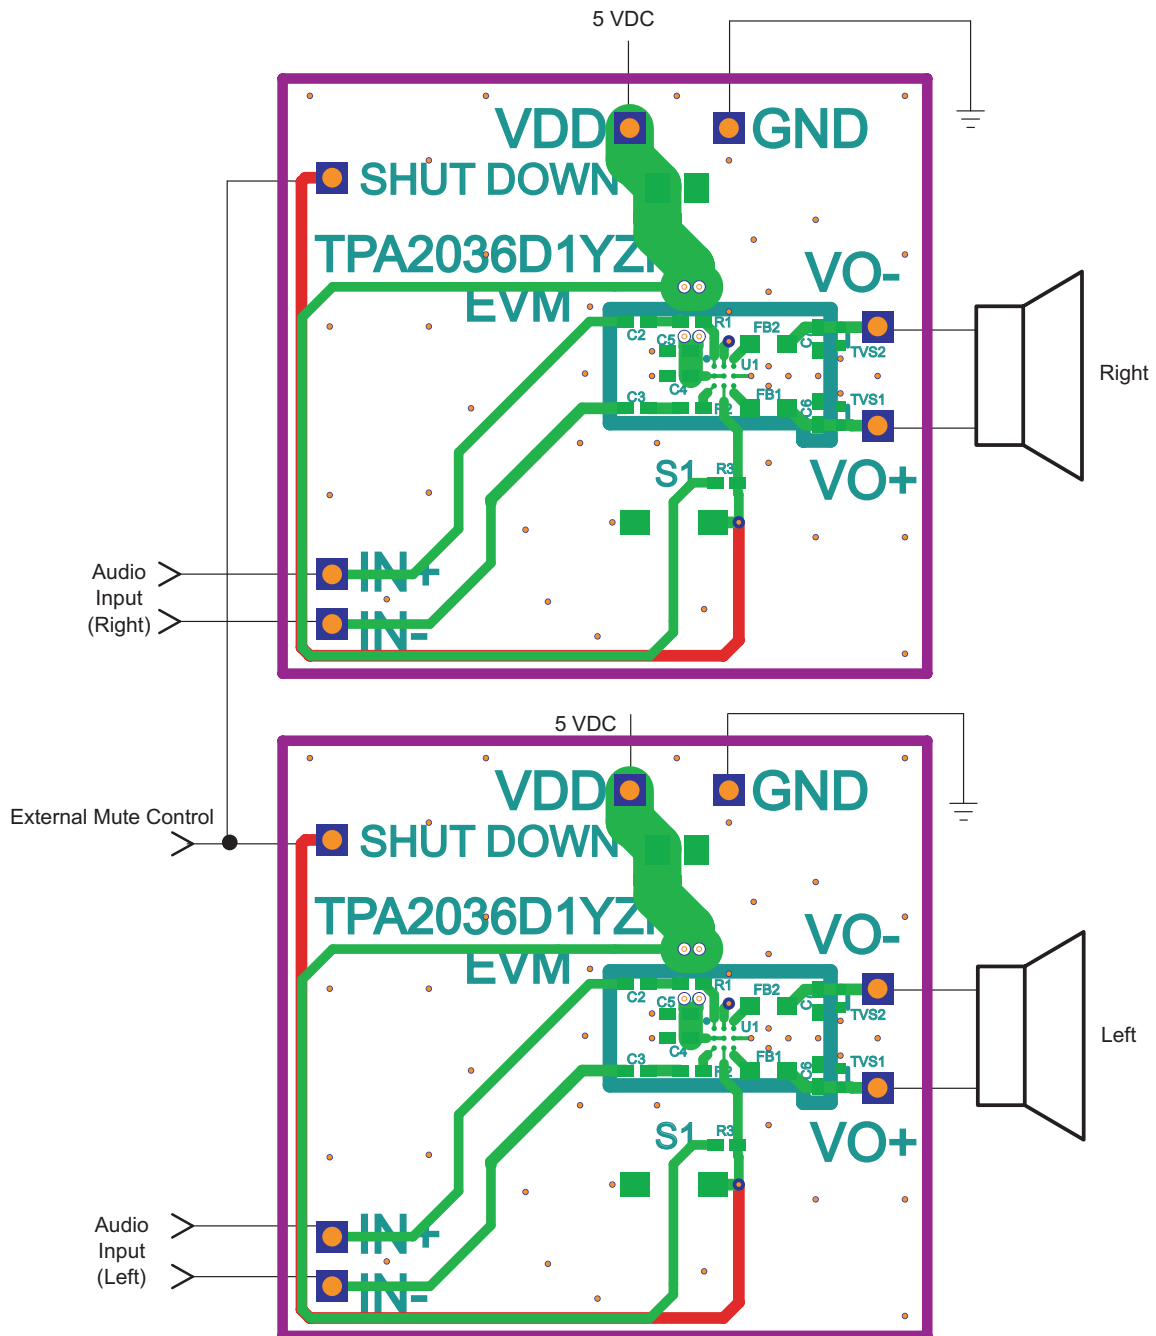 5 VDC
VDD
GND
SHUT DOWN
TPA2036D1YZ
EVM
VO-
C2
C5
R1
FB2
TVS2
U1
C4
C3
FB1
C6
TVS1
Right
VO+
S1
R3
Audio
Input
(Right)
IN+
IN-
5 VDC
VDD
GND
External Mute Control
SHUT DOWN
TPA2036D1YZ
EVM
VO-
C2
C5
R1
FB2
TVS2
U1
C4
C3
FB1
C6
TVS1
Left
VO+
S1
R3
Audio
Input
(Left)
IN+
IN-